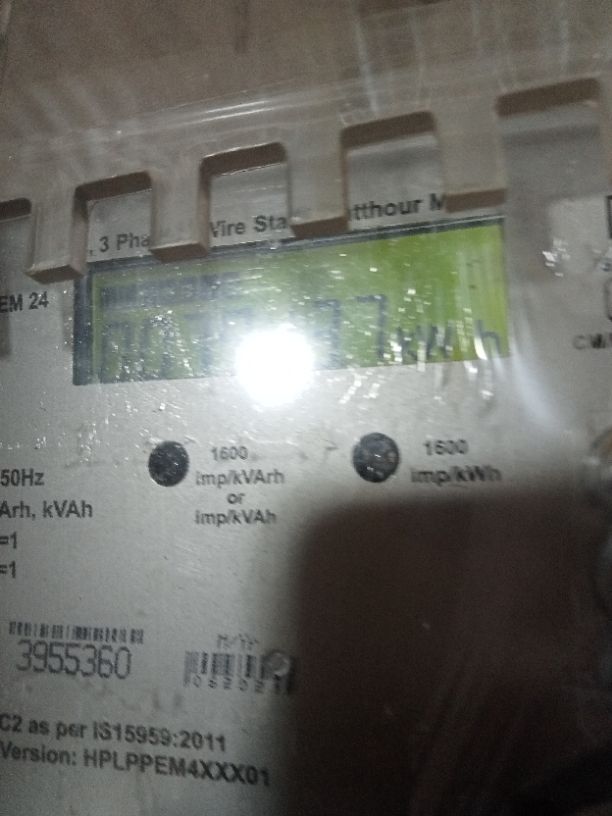 , 3 Pha Wire Sta tthour M
EM 24
kWh
1600
imp/kVArh
or
imp/kVAh
1600
imp/kWh
50Hz
Arh, kVAh
=1
=1
3955360
M/YP
C2 as per IS15959:2011
Version: HPLPPEM4XXX01